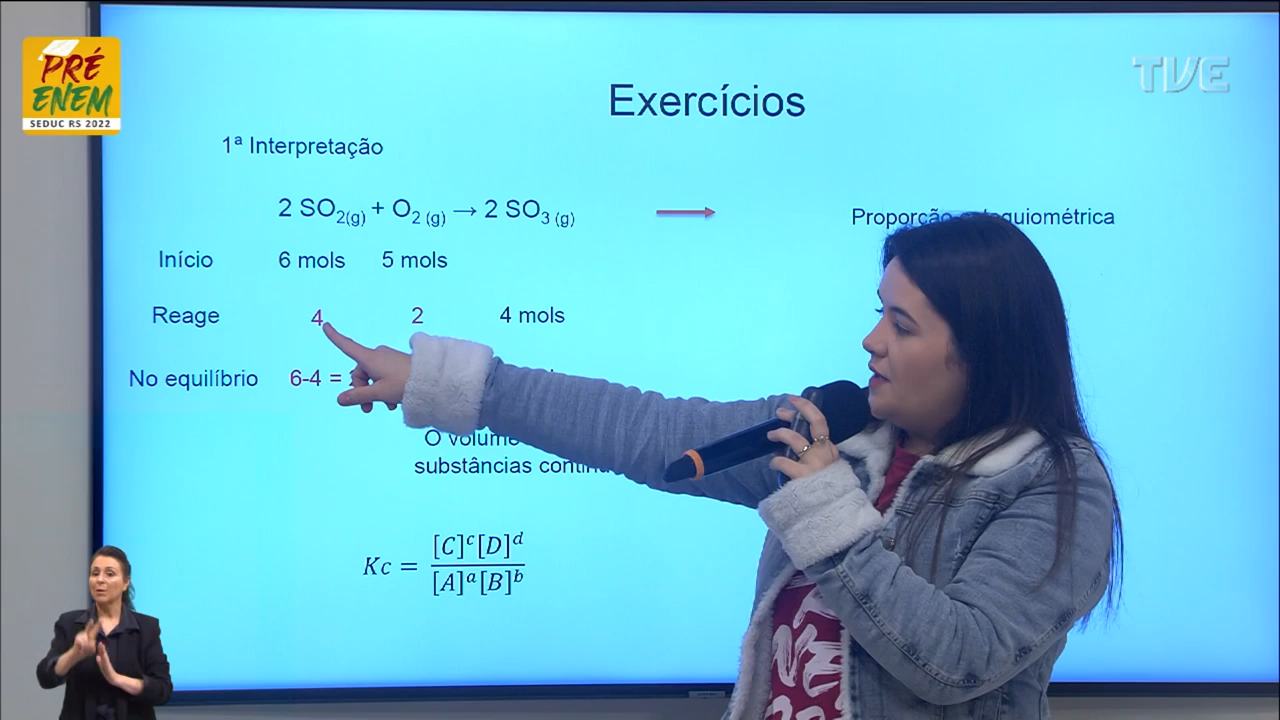 PRÉ
ENEM
SEDUC RS 2022
TVE
Exercícios
1ª Interpretação
2 SO2(g) + O2 (g) → 2 SO3 (g)
Proporção
Início 6 mols 5 mols
Reage 4 2 4 mols
No equilíbrio 6-4 =
O volume
substâncias
Kc = [C]ᶜ[D]ᵈ
[A]ᵃ[B]ᵇ